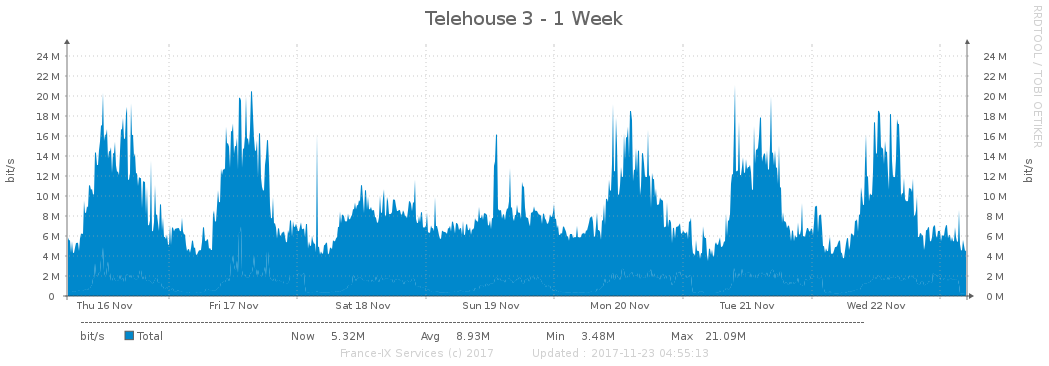 Telehouse 3 - 1 Week
RRDTOOL / TOBI OETIKER
bit/s
24 M 24 M
22 M 22 M
20 M 20 M
18 M 18 M
16 M 16 M
14 M 14 M
12 M 12 M
10 M 10 M
8 M 8 M
6 M 6 M
4 M 4 M
2 M 2 M
0 0 M
bit/s
Thu 16 Nov Fri 17 Nov Sat 18 Nov Sun 19 Nov Mon 20 Nov Tue 21 Nov Wed 22 Nov
bit/s Total Now 5.32M Avg 8.93M Min 3.48M Max 21.09M
France-IX Services (c) 2017 Updated : 2017-11-23 04:55:13